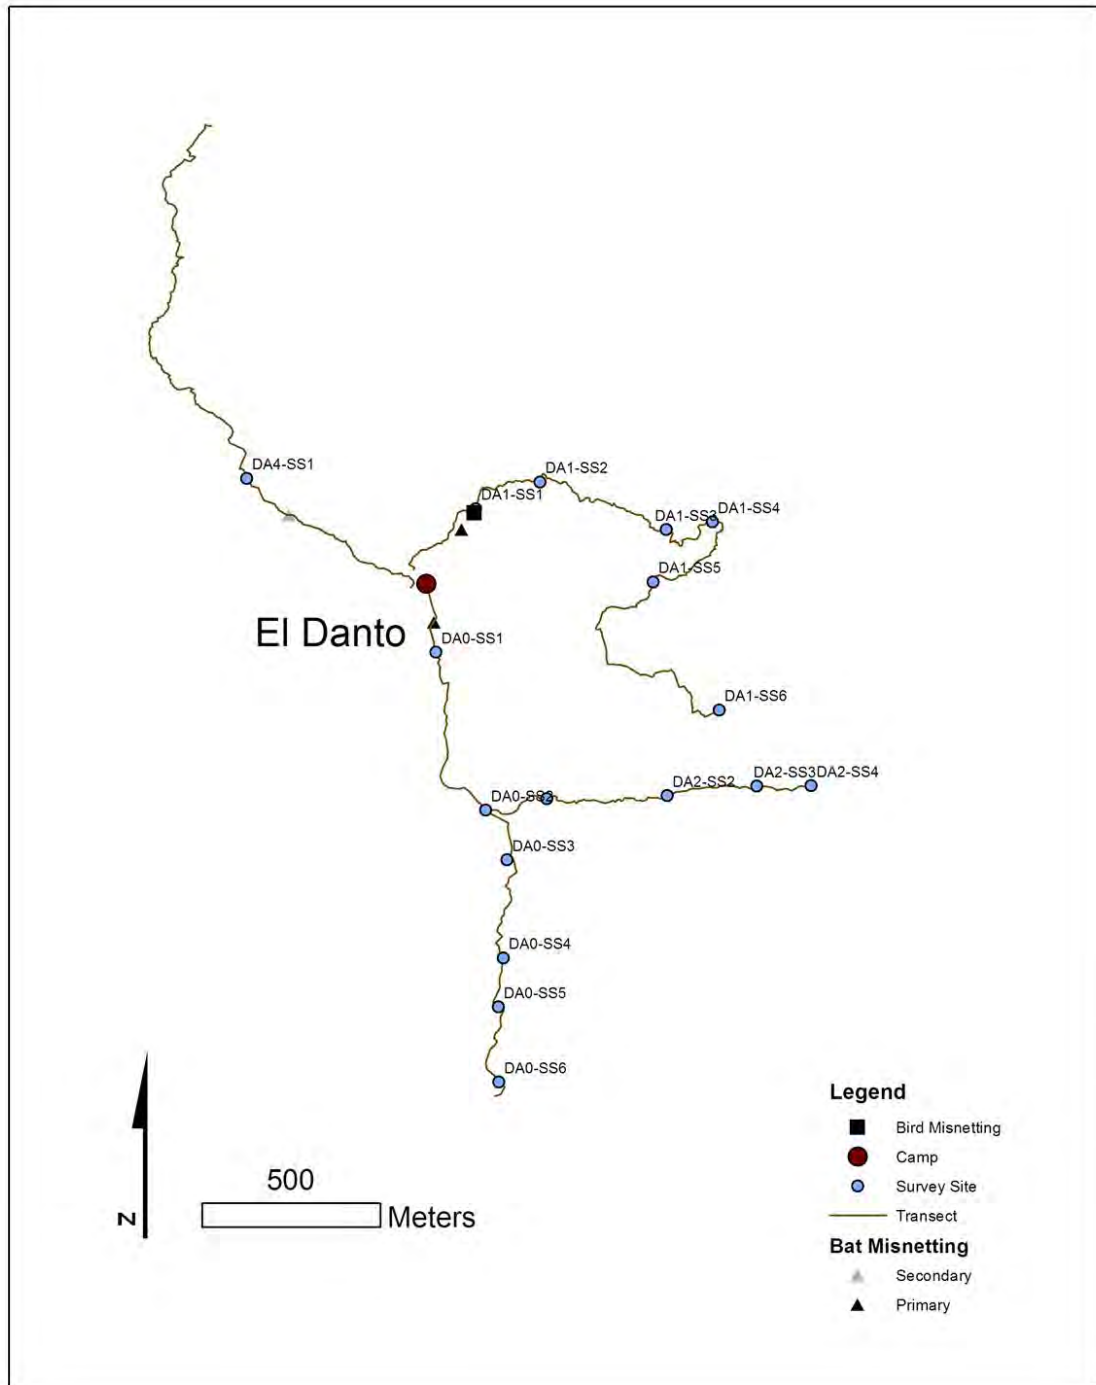 DA4-SS1
DA1-SS2
DA1-SS1
DA1-SS3
DA1-SS4
DA1-SS5
El Danto
DA0-SS1
DA1-SS6
DA0-SS2
DA2-SS2
DA2-SS3
DA2-SS4
DA0-SS3
DA0-SS4
DA0-SS5
DA0-SS6
N
500
Meters
Legend
Bird Misnetting
Camp
Survey Site
Transect
Bat Misnetting
Secondary
Primary